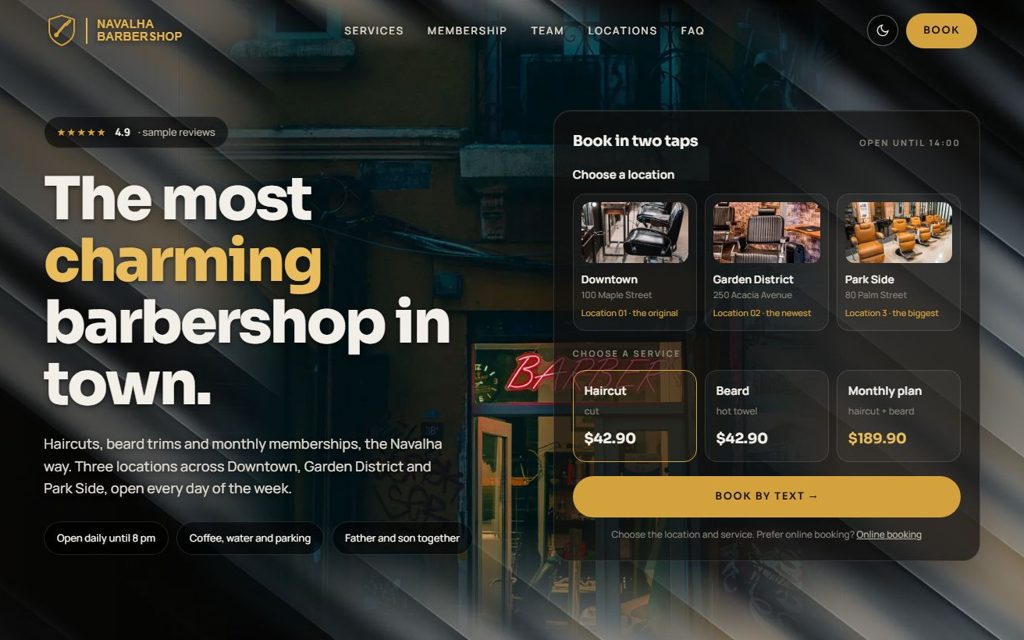 NAVALHA
BARBERSHOP
SERVICES
MEMBERSHIP
TEAM
LOCATIONS
FAQ
BOOK
★★★★★ 4.9 · sample reviews
The most
charming
barbershop in
town.
Haircuts, beard trims and monthly memberships, the Navalha
way. Three locations across Downtown, Garden District and
Park Side, open every day of the week.
Open daily until 8 pm
Coffee, water and parking
Father and son together
Book in two taps
OPEN UNTIL 14:00
Choose a location
Downtown
100 Maple Street
Location 01 · the original
Garden District
250 Acacia Avenue
Location 02 · the newest
Park Side
80 Palm Street
Location 3 · the biggest
CHOOSE A SERVICE
BARBER
Haircut
cut
$42.90
Beard
hot towel
$42.90
Monthly plan
haircut + beard
$189.90
BOOK BY TEXT →
Choose the location and service. Prefer online booking? Online booking